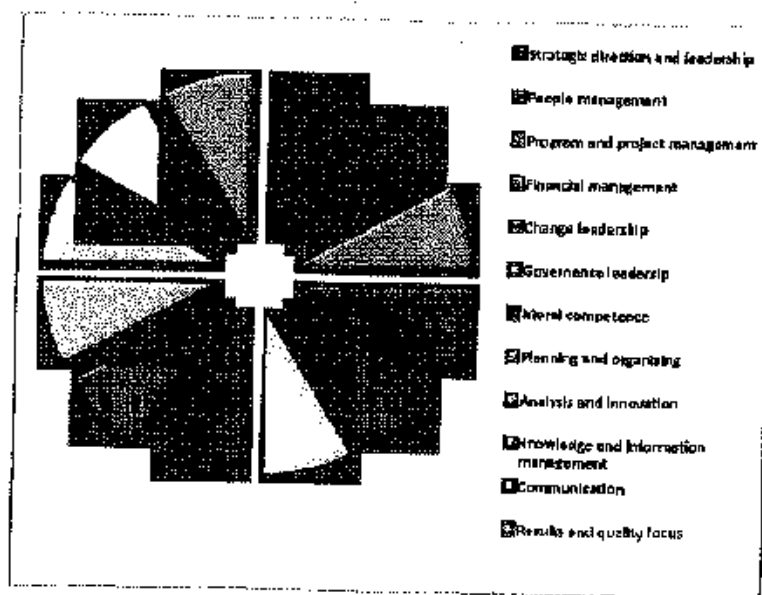 Strategic direction and leadership
People management
Program and project management
Financial management
Change leadership
Governance leadership
Moral competence
Planning and organising
Analysis and innovation
Knowledge and information
management
Communication
Results and quality focus